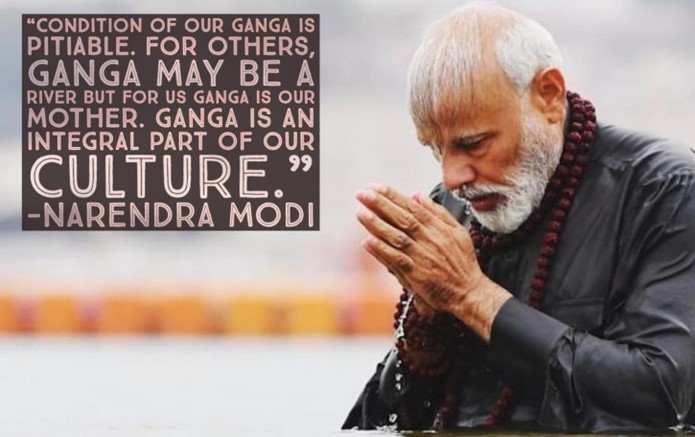 “CONDITION OF OUR GANGA IS
PITIABLE. FOR OTHERS,
GANGA MAY BE A
RIVER BUT FOR US GANGA IS OUR
MOTHER. GANGA IS AN
INTEGRAL PART OF OUR
CULTURE.”
-NARENDRA MODI